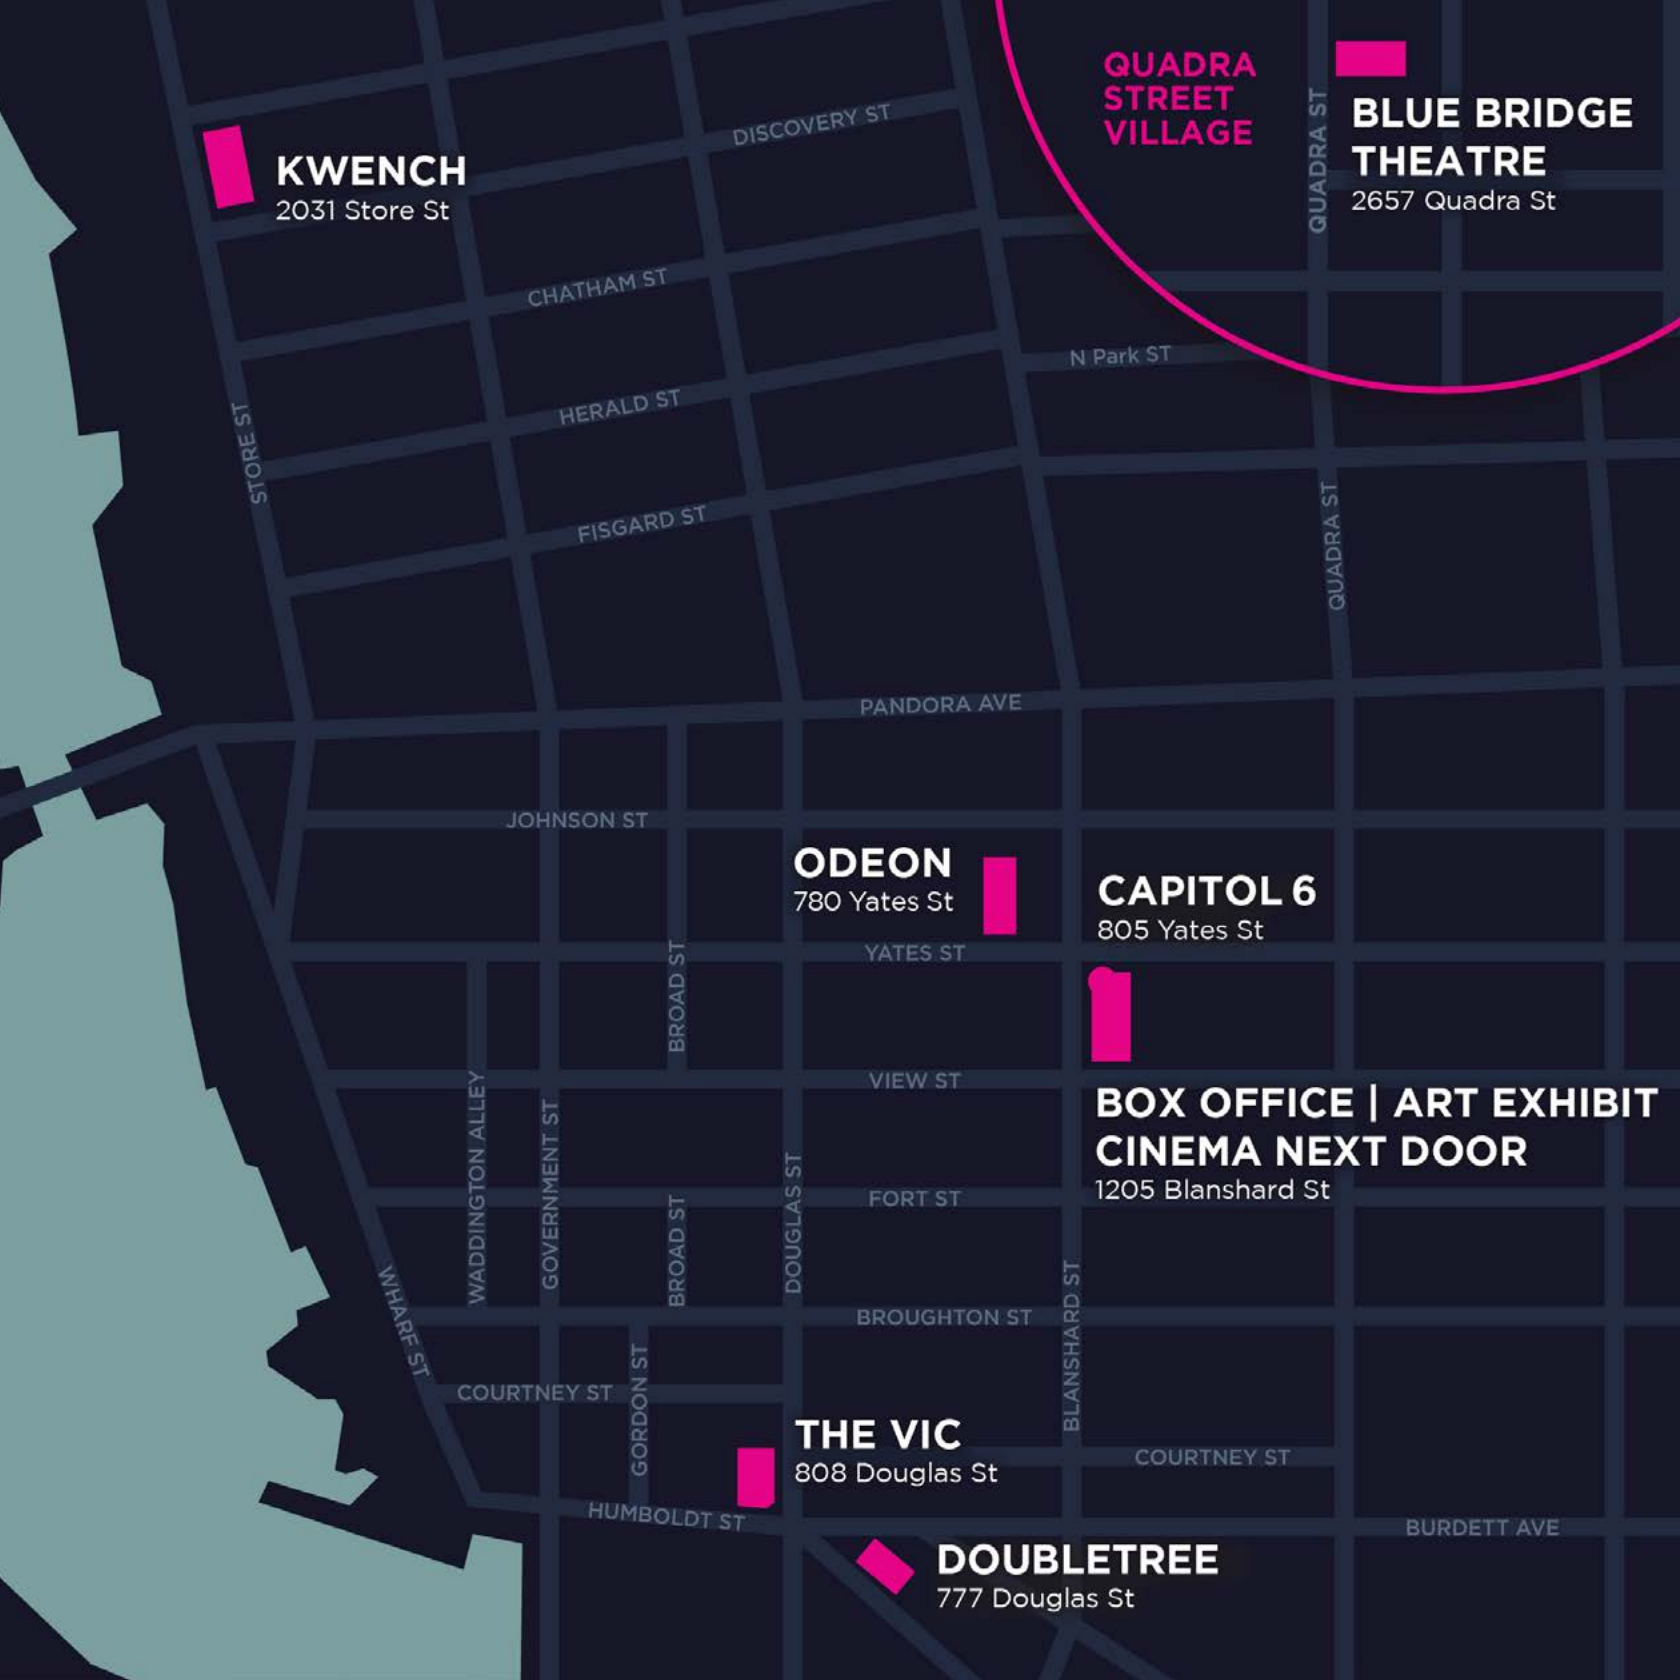 QUADRA
STREET
VILLAGE
QUADRA ST
BLUE BRIDGE
THEATRE
2657 Quadra St
DISCOVERY ST
KWENCH
2031 Store St
CHATHAM ST
N Park ST
HERALD ST
STORE ST
FISGARD ST
QUADRA ST
PANDORA AVE
JOHNSON ST
ODEON
780 Yates St
CAPITOL 6
805 Yates St
YATES ST
BROAD ST
VIEW ST
BOX OFFICE | ART EXHIBIT
CINEMA NEXT DOOR
1205 Blanshard St
WADDINGTON ALLEY
GOVERNMENT ST
BROAD ST
DOUGLAS ST
FORT ST
WHARF ST
BROUGHTON ST
BLANSHARD ST
COURTNEY ST
GORDON ST
THE VIC
808 Douglas St
COURTNEY ST
HUMBOLDT ST
BURDETT AVE
DOUBLETREE
777 Douglas St